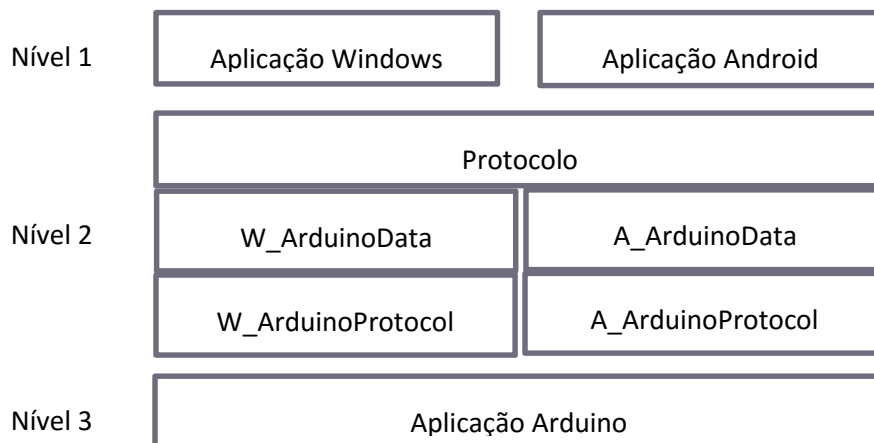 Nível 1
Aplicação Windows
Aplicação Android
Protocolo
Nível 2
W_ArduinoData
A_ArduinoData
W_ArduinoProtocol
A_ArduinoProtocol
Nível 3
Aplicação Arduino